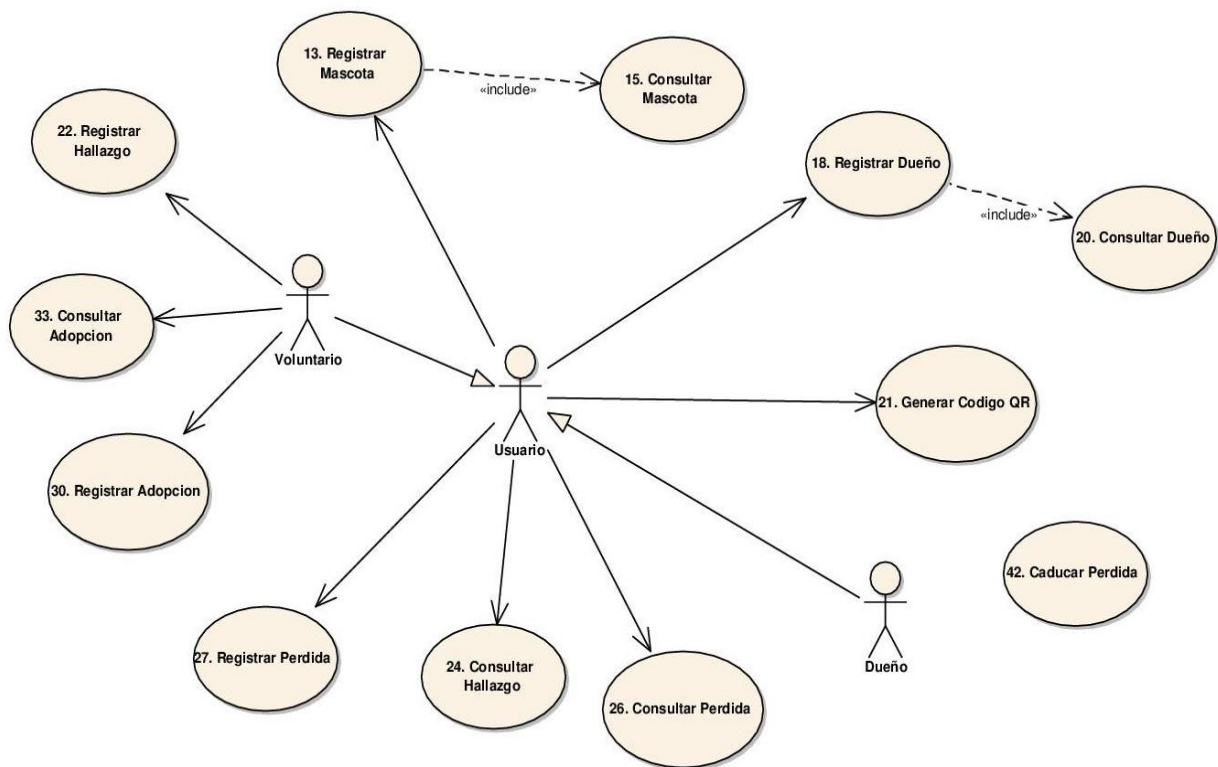 13. Registrar
Mascota
«include»
15. Consultar
Mascota
22. Registrar
Hallazgo
18. Registrar Dueño
«include»
20. Consultar Dueño
33. Consultar
Adopcion
Voluntario
Usuario
21. Generar Codigo QR
30. Registrar Adopcion
42. Caducar Perdida
27. Registrar Perdida
24. Consultar
Hallazgo
26. Consultar Perdida
Dueño